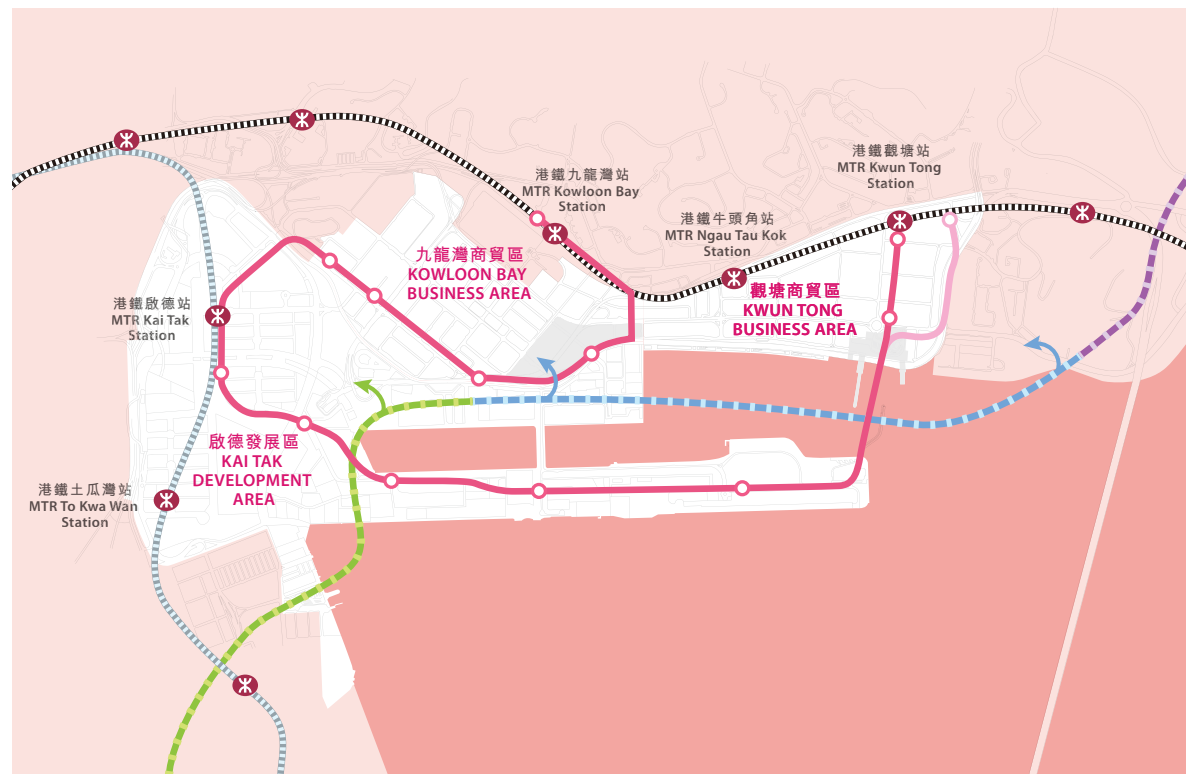 港鐵九龍灣站
MTR Kowloon Bay
Station
港鐵觀塘站
MTR Kwun Tong
Station
港鐵牛頭角站
MTR Ngau Tau Kok
Station
九龍灣商貿區
KOWLOON BAY
BUSINESS AREA
觀塘商貿區
KWUN TONG
BUSINESS AREA
港鐵啟德站
MTR Kai Tak
Station
啟德發展區
KAI TAK
DEVELOPMENT
AREA
港鐵土瓜灣站
MTR To Kwa Wan
Station